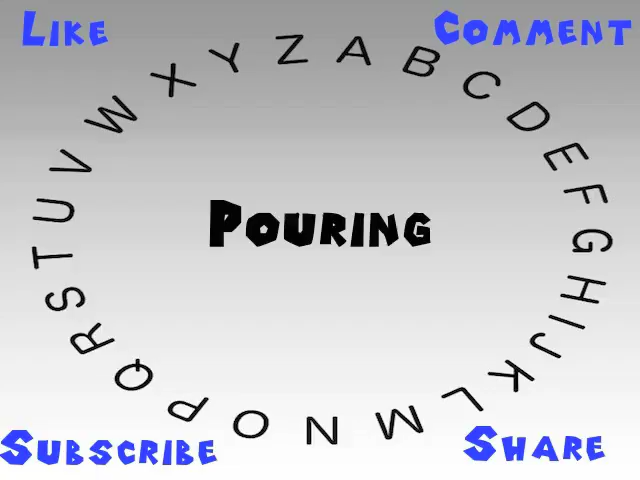 Like
Comment
A B C D E F G H I J K L M N O P Q R S T U V W X Y Z
Pouring
Subscribe
Share